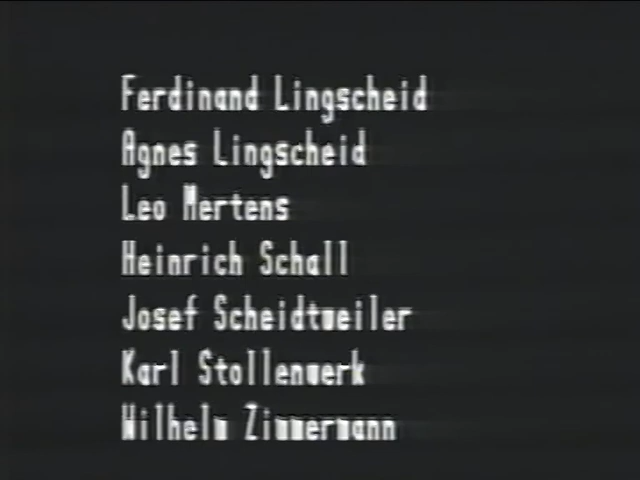 Ferdinand Lingscheid
Agnes Lingscheid
Leo Mertens
Heinrich Schall
Josef Scheidtweiler
Karl Stollenwerk
Wilhelm Zimmermann